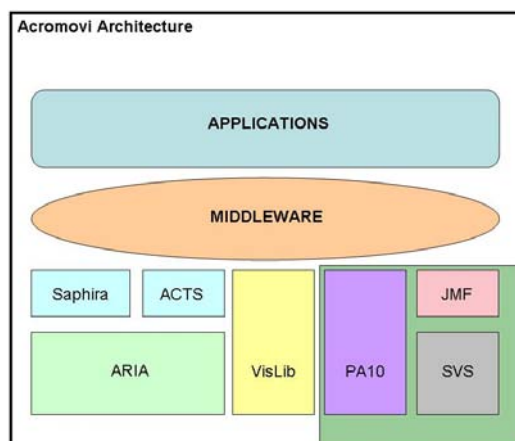 Acromovi Architecture
APPLICATIONS
MIDDLEWARE
Saphira
ACTS
JMF
ARIA
VisLib
PA10
SVS